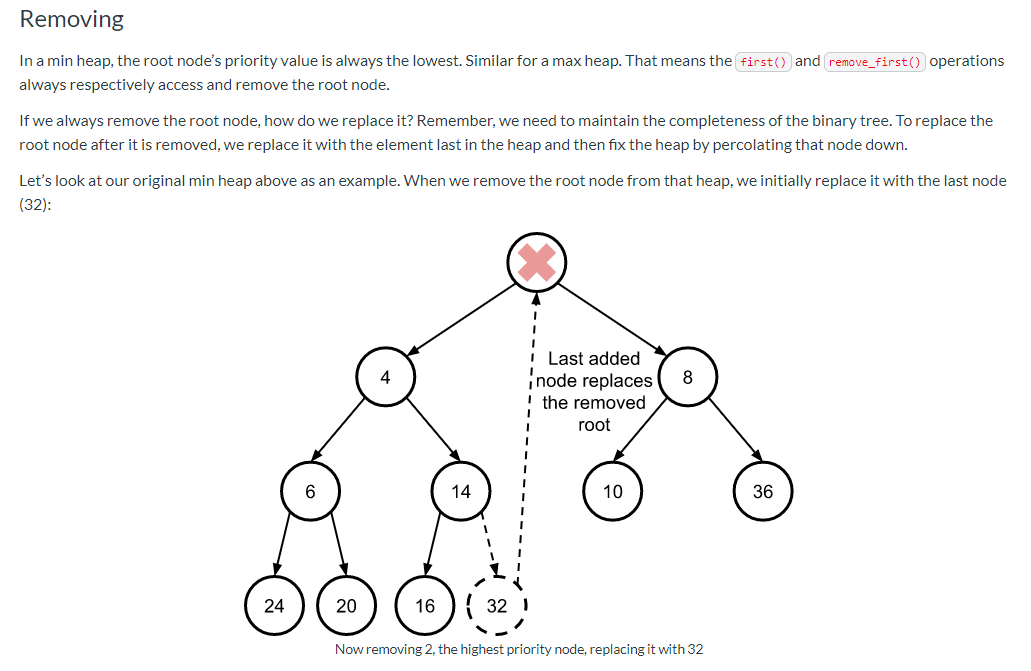 Removing
In a min heap, the root node's priority value is always the lowest. Similar for a max heap. That means the first() and remove_first() operations
always respectively access and remove the root node.
If we always remove the root node, how do we replace it? Remember, we need to maintain the completeness of the binary tree. To replace the
root node after it is removed, we replace it with the element last in the heap and then fix the heap by percolating that node down.
Let's look at our original min heap above as an example. When we remove the root node from that heap, we initially replace it with the last node
(32):
Last added
node replaces
the removed
root
4
8
6
14
10
36
24
20
16
32
Now removing 2, the highest priority node, replacing it with 32